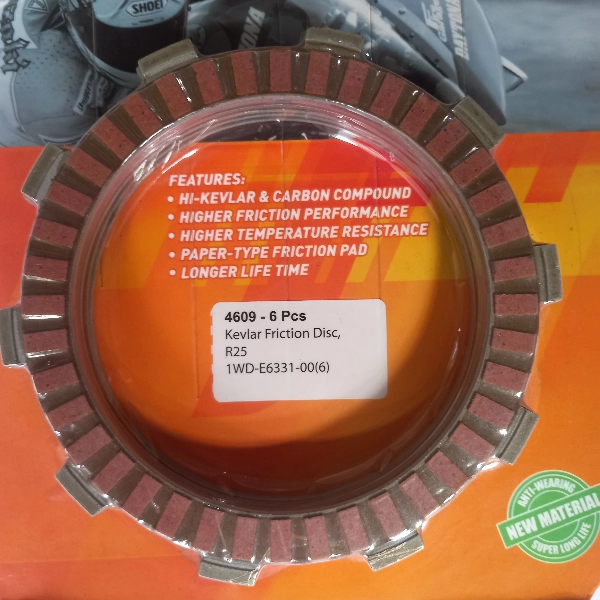 SHOEI
DAYTONA
DAYTONA
FEATURES:
• HI-KEVLAR & CARBON COMPOUND
• HIGHER FRICTION PERFORMANCE
• HIGHER TEMPERATURE RESISTANCE
• PAPER-TYPE FRICTION PAD
• LONGER LIFE TIME
4609 - 6 Pcs
Kevlar Friction Disc,
R25
1WD-E6331-00(6)
ANTI-WEARING
NEW MATERIAL
SUPER LONG LIFE